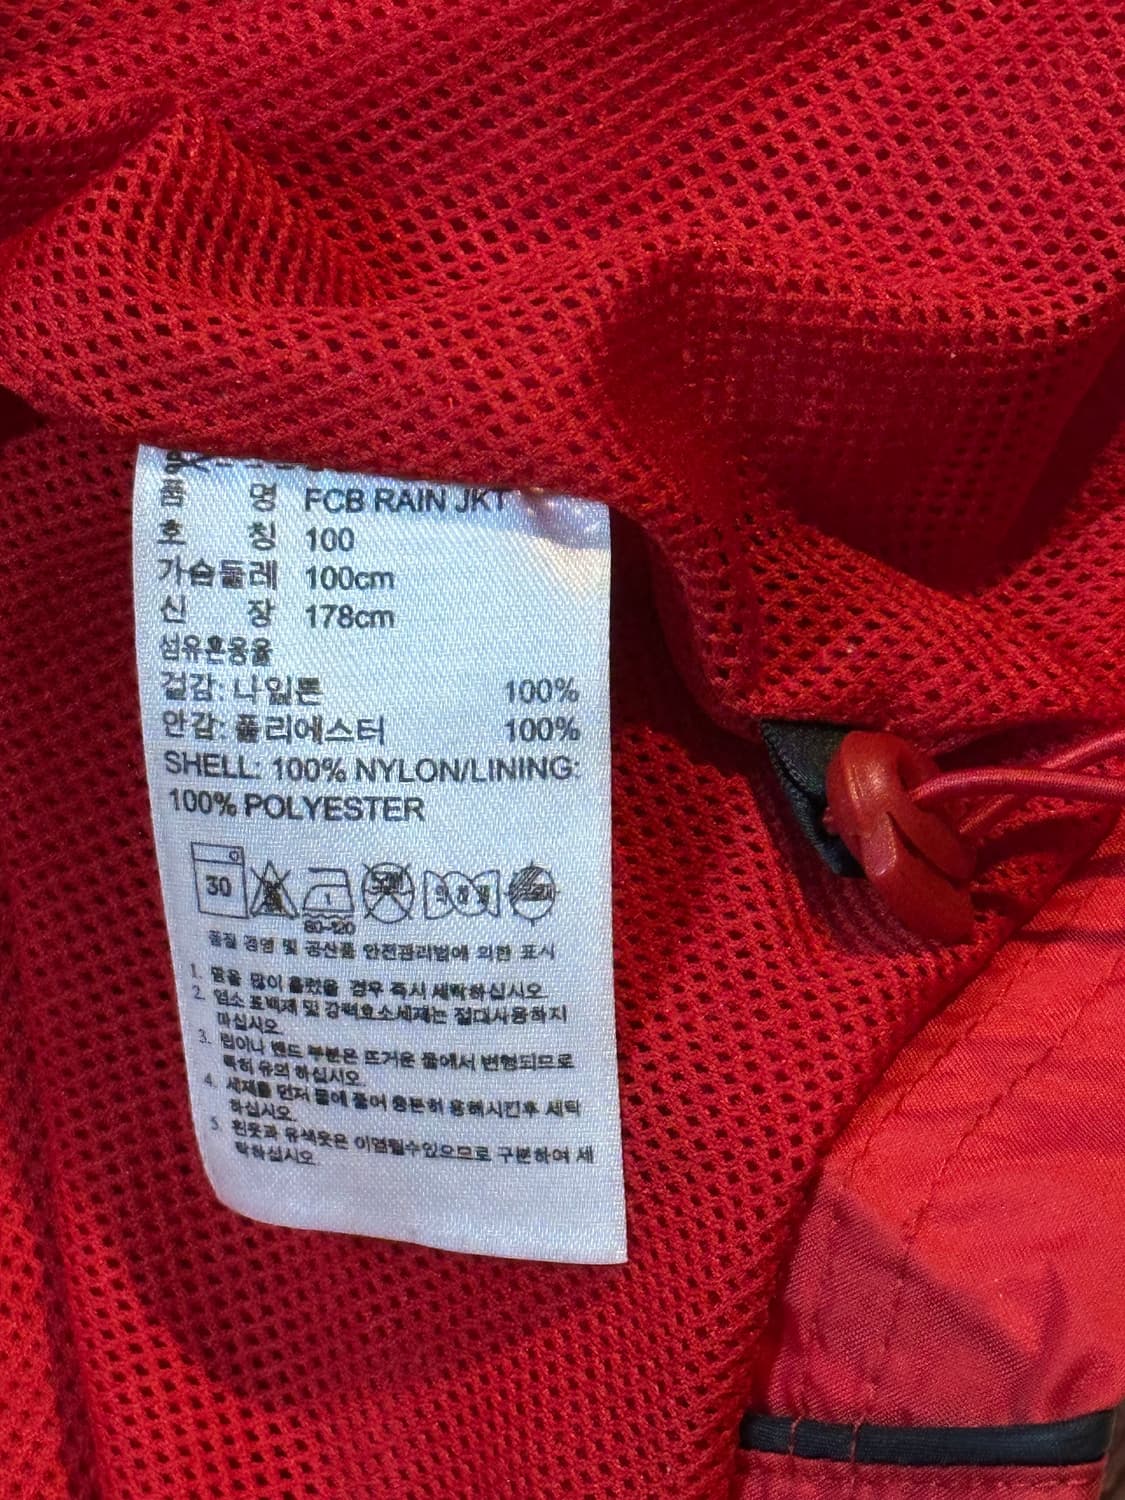 품 명 FCB RAIN JKT
호 칭 100
가슴둘레 100cm
신 장 178cm
섬유혼용율
겉감: 나일론 100%
안감: 폴리에스터 100%
SHELL: 100% NYLON/LINING:
100% POLYESTER
30
80~120
품질 경영 및 공산품 안전관리법에 의한 표시
1. 땀을 많이 흘렸을 경우 즉시 세탁하십시오.
2. 염소 표백제 및 강력효소세제는 절대사용하지
마십시오.
3. 립이나 밴드 부분은 뜨거운 물에서 변형되므로
특히 유의 하십시오.
4. 세제를 먼저 물에 풀어 충분히 용해시킨후 세탁
하십시오.
5. 흰옷과 유색옷은 이염될수있으므로 구분하여 세
탁하십시오.